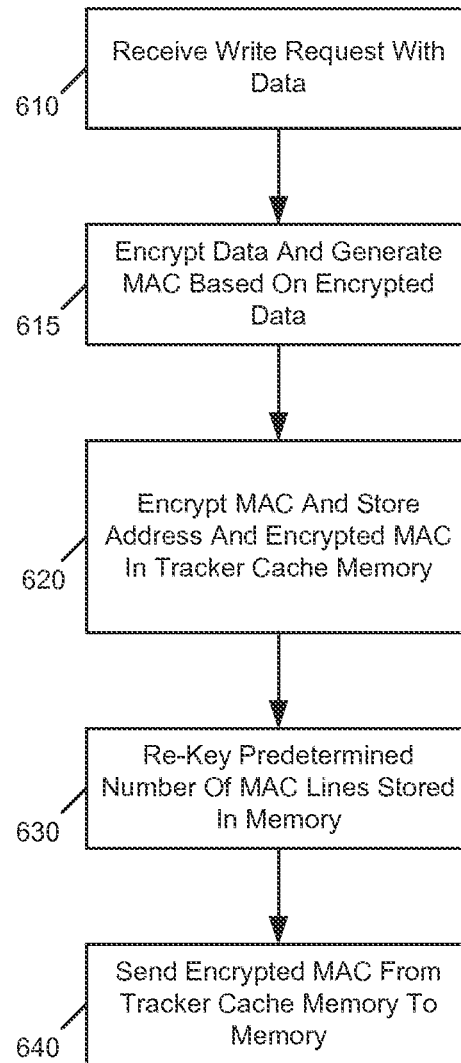 Receive Write Request With
Data
610
Encrypt Data And Generate
MAC Based On Encrypted
Data
615
Encrypt MAC And Store
Address And Encrypted MAC
In Tracker Cache Memory
620
Re-Key Predetermined
Number Of MAC Lines Stored
In Memory
630
Send Encrypted MAC From
Tracker Cache Memory To
Memory
640